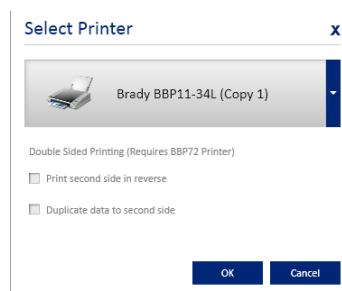 Select Printer x
Brady BBP11-34L (Copy 1)
Double Sided Printing (Requires BBP72 Printer)
Print second side in reverse
Duplicate data to second side
OK Cancel